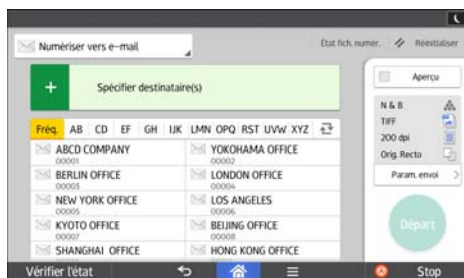 Numériser vers e-mail
État fich. numer. Réinitialiser
+ Spécifier destinataire(s)
Aperçu
Fréq. AB CD EF GH IJK LMN OPQ RST UVW XYZ
ABCD COMPANY
00001
YOKOHAMA OFFICE
00002
BERLIN OFFICE
00003
LONDON OFFICE
00004
NEW YORK OFFICE
00005
LOS ANGELES
00006
KYOTO OFFICE
00007
BEIJING OFFICE
00008
SHANGHAI OFFICE
HONG KONG OFFICE
N & B
TIFF
200 dpi
Orig. Recto
Param. envoi
Départ
Vérifier l'état
Stop